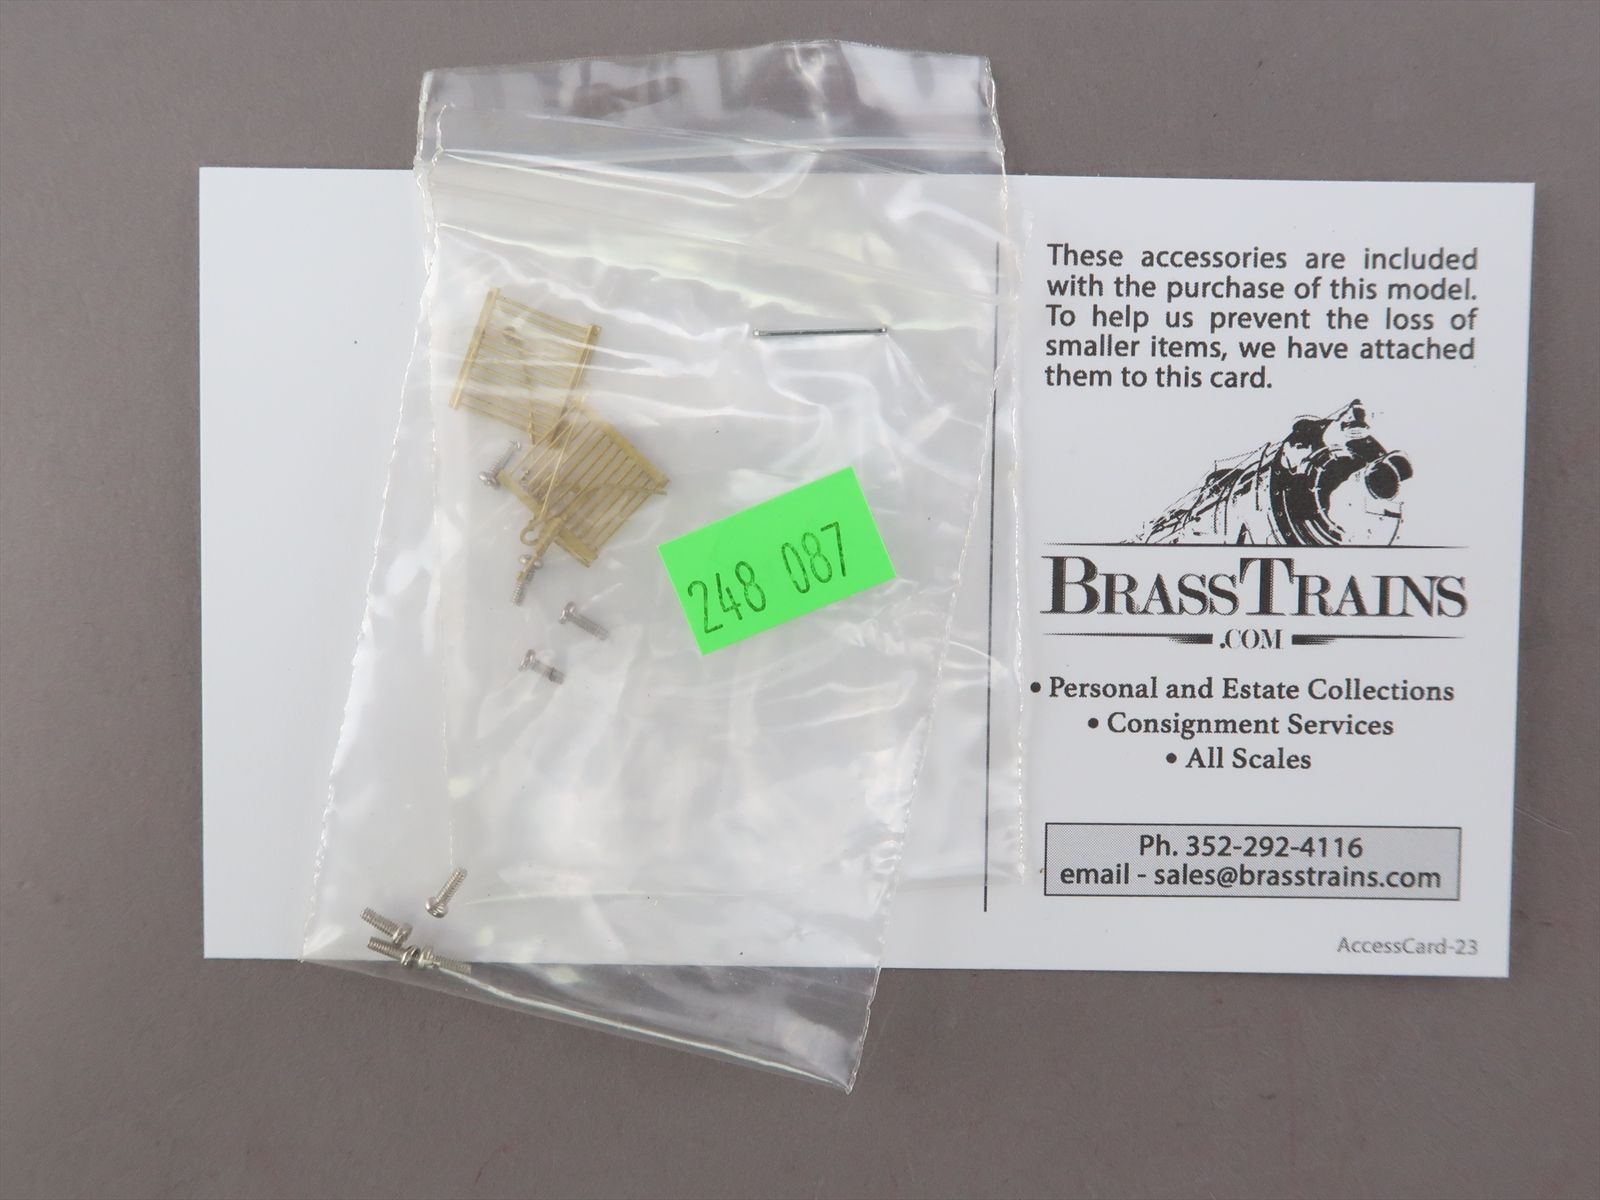 These accessories are included
with the purchase of this model.
To help us prevent the loss of
smaller items, we have attached
them to this card.
BRASSTRAINS
.COM
• Personal and Estate Collections
• Consignment Services
• All Scales
Ph. 352-292-4116
email - sales@brasstrains.com
AccessCard-23
248 087